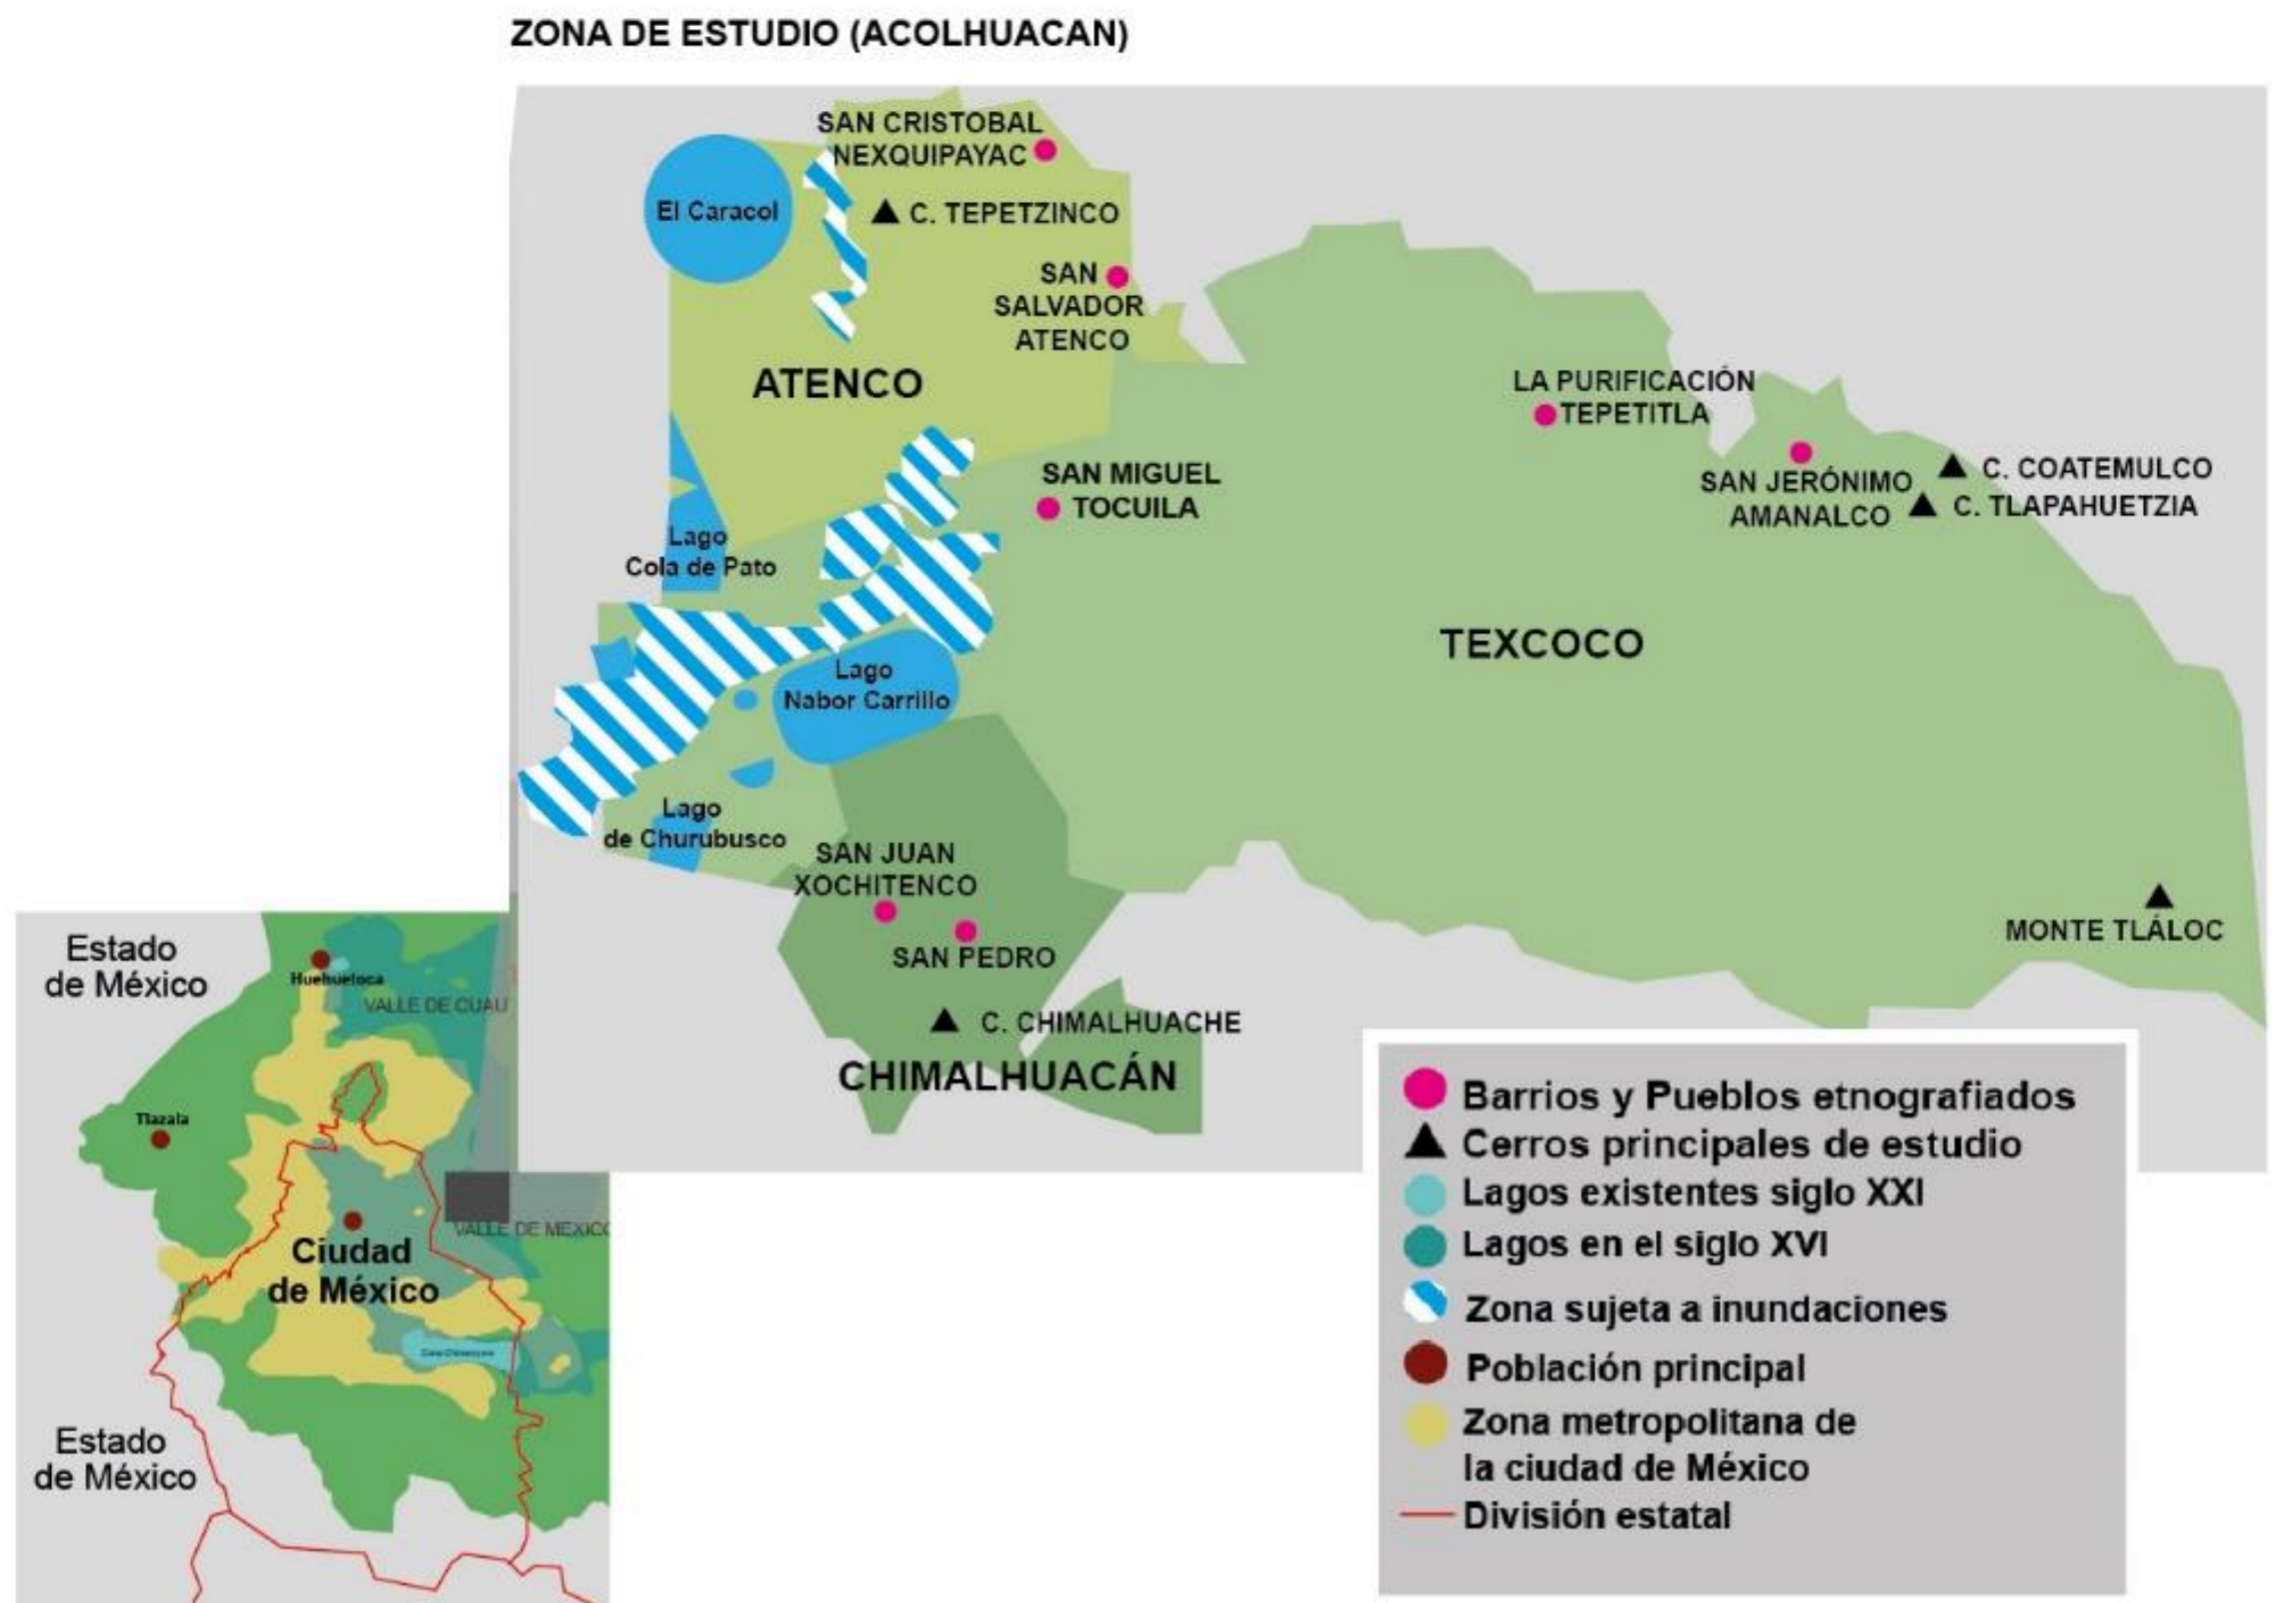 ZONA DE ESTUDIO (ACOLHUACAN)
SAN CRISTOBAL
NEXQUIPAYAC
El Caracol
C. TEPETZINCO
SAN
SALVADOR
ATENCO
ATENCO
LA PURIFICACIÓN
TEPETITLA
SAN MIGUEL
TOCUILA
SAN JERÓNIMO
AMANALCO
C. COATEMULCO
C. TLAPAHUETZIA
Lago
Cola de Pato
TEXCOCO
Lago
Nabor Carrillo
Lago
de Churubusco
SAN JUAN
XOCHITENCO
SAN PEDRO
MONTE TLÁLOC
C. CHIMALHUACHE
CHIMALHUACÁN
Estado
de México
Huehuetoca
VALLE DE CUAU
Tlazala
VALLE DE MEXICO
Ciudad
de México
Estado
de México
Barrios y Pueblos etnografiados
Cerros principales de estudio
Lagos existentes siglo XXI
Lagos en el siglo XVI
Zona sujeta a inundaciones
Población principal
Zona metropolitana de
la ciudad de México
División estatal